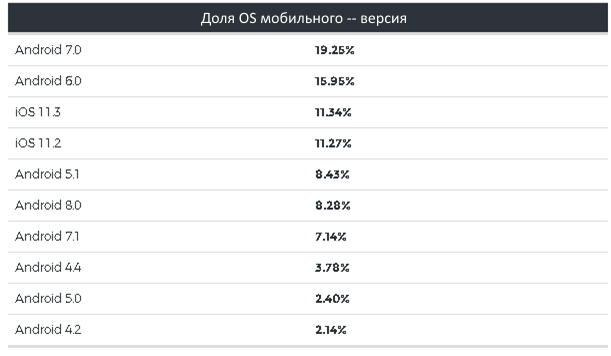 Доля OS мобильного -- версия
Android 7.0 19.25%
Android 6.0 15.95%
iOS 11.3 11.34%
iOS 11.2 11.27%
Android 5.1 8.43%
Android 8.0 8.28%
Android 7.1 7.14%
Android 4.4 3.78%
Android 5.0 2.40%
Android 4.2 2.14%